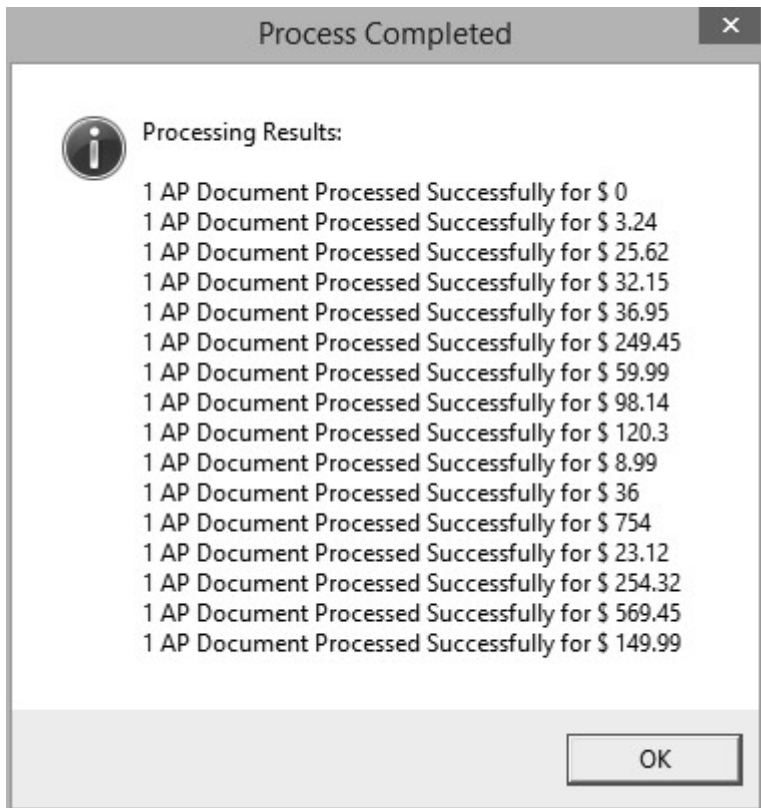 Process Completed
Processing Results:
1 AP Document Processed Successfully for $ 0
1 AP Document Processed Successfully for $ 3.24
1 AP Document Processed Successfully for $ 25.62
1 AP Document Processed Successfully for $ 32.15
1 AP Document Processed Successfully for $ 36.95
1 AP Document Processed Successfully for $ 249.45
1 AP Document Processed Successfully for $ 59.99
1 AP Document Processed Successfully for $ 98.14
1 AP Document Processed Successfully for $ 120.3
1 AP Document Processed Successfully for $ 8.99
1 AP Document Processed Successfully for $ 36
1 AP Document Processed Successfully for $ 754
1 AP Document Processed Successfully for $ 23.12
1 AP Document Processed Successfully for $ 254.32
1 AP Document Processed Successfully for $ 569.45
1 AP Document Processed Successfully for $ 149.99
OK